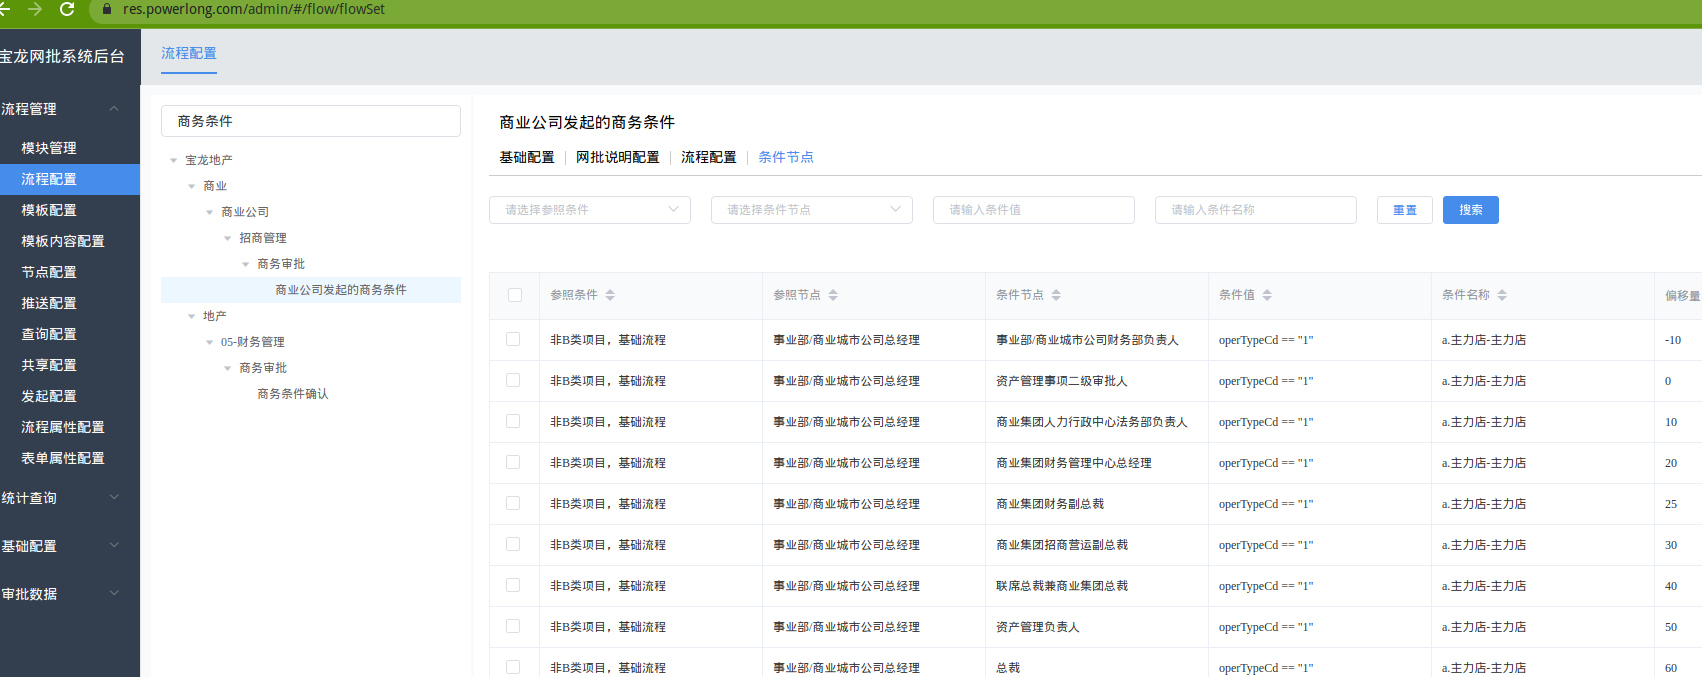 res.powerlong.com/admin/#/flow/flowSet
宝龙网批系统后台
流程管理
模块管理
流程配置
模板配置
模板内容配置
节点配置
推送配置
查询配置
共享配置
发起配置
流程属性配置
表单属性配置
统计查询
基础配置
审批数据
流程配置
商务条件
宝龙地产
商业
商业公司
招商管理
商务审批
商业公司发起的商务条件
地产
05-财务管理
商务审批
商务条件确认
商业公司发起的商务条件
基础配置 网批说明配置 流程配置 条件节点
请选择参照条件 请选择条件节点 请输入条件值 请输入条件名称 重置 搜索
参照条件 参照节点 条件节点 条件值 条件名称 偏移量
非B类项目，基础流程 事业部/商业城市公司总经理 事业部/商业城市公司财务部负责人 operTypeCd == "1" a.主力店-主力店 -10
非B类项目，基础流程 事业部/商业城市公司总经理 资产管理事项二级审批人 operTypeCd == "1" a.主力店-主力店 0
非B类项目，基础流程 事业部/商业城市公司总经理 商业集团人力行政中心法务部负责人 operTypeCd == "1" a.主力店-主力店 10
非B类项目，基础流程 事业部/商业城市公司总经理 商业集团财务管理中心总经理 operTypeCd == "1" a.主力店-主力店 20
非B类项目，基础流程 事业部/商业城市公司总经理 商业集团财务副总裁 operTypeCd == "1" a.主力店-主力店 25
非B类项目，基础流程 事业部/商业城市公司总经理 商业集团招商营运副总裁 operTypeCd == "1" a.主力店-主力店 30
非B类项目，基础流程 事业部/商业城市公司总经理 联席总裁兼商业集团总裁 operTypeCd == "1" a.主力店-主力店 40
非B类项目，基础流程 事业部/商业城市公司总经理 资产管理负责人 operTypeCd == "1" a.主力店-主力店 50
非B类项目，基础流程 事业部/商业城市公司总经理 总裁 operTypeCd == "1" a.主力店-主力店 60